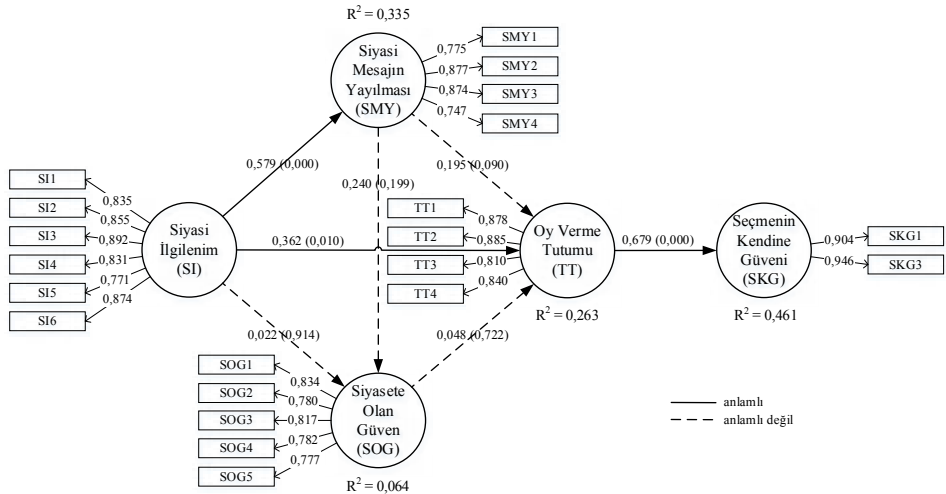 R² = 0,335
Siyasi
Mesajın
Yayılması
(SMY)
0,775
0,877
0,874
0,747
SMY1
SMY2
SMY3
SMY4
0,579 (0,000)
0,195 (0,090)
0,240 (0,199)
SI1
SI2
SI3
SI4
SI5
SI6
0,835
0,855
0,892
0,831
0,771
0,874
Siyasi
İlgilenim
(SI)
0,362 (0,010)
TT1
TT2
TT3
TT4
0,878
0,885
0,810
0,840
Oy Verme
Tutumu
(TT)
R² = 0,263
0,679 (0,000)
Seçmenin
Kendine
Güveni
(SKG)
R² = 0,461
0,904
0,946
SKG1
SKG3
0,022 (0,914)
0,048 (0,722)
SOG1
SOG2
SOG3
SOG4
SOG5
0,834
0,780
0,817
0,782
0,777
Siyasete
Olan
Güven
(SOG)
R² = 0,064
anlamlı
anlamlı değil